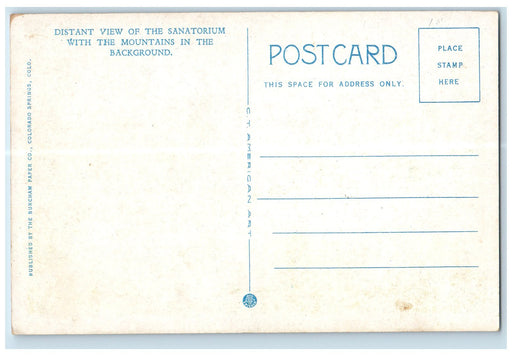 DISTANT VIEW OF THE SANATORIUM
WITH THE MOUNTAINS IN THE
BACKGROUND.
PUBLISHED BY THE BUNCHAM PAPER CO., COLORADO SPRINGS, COLO.
C.T. AMERICAN ART
POSTCARD
THIS SPACE FOR ADDRESS ONLY.
PLACE
STAMP
HERE